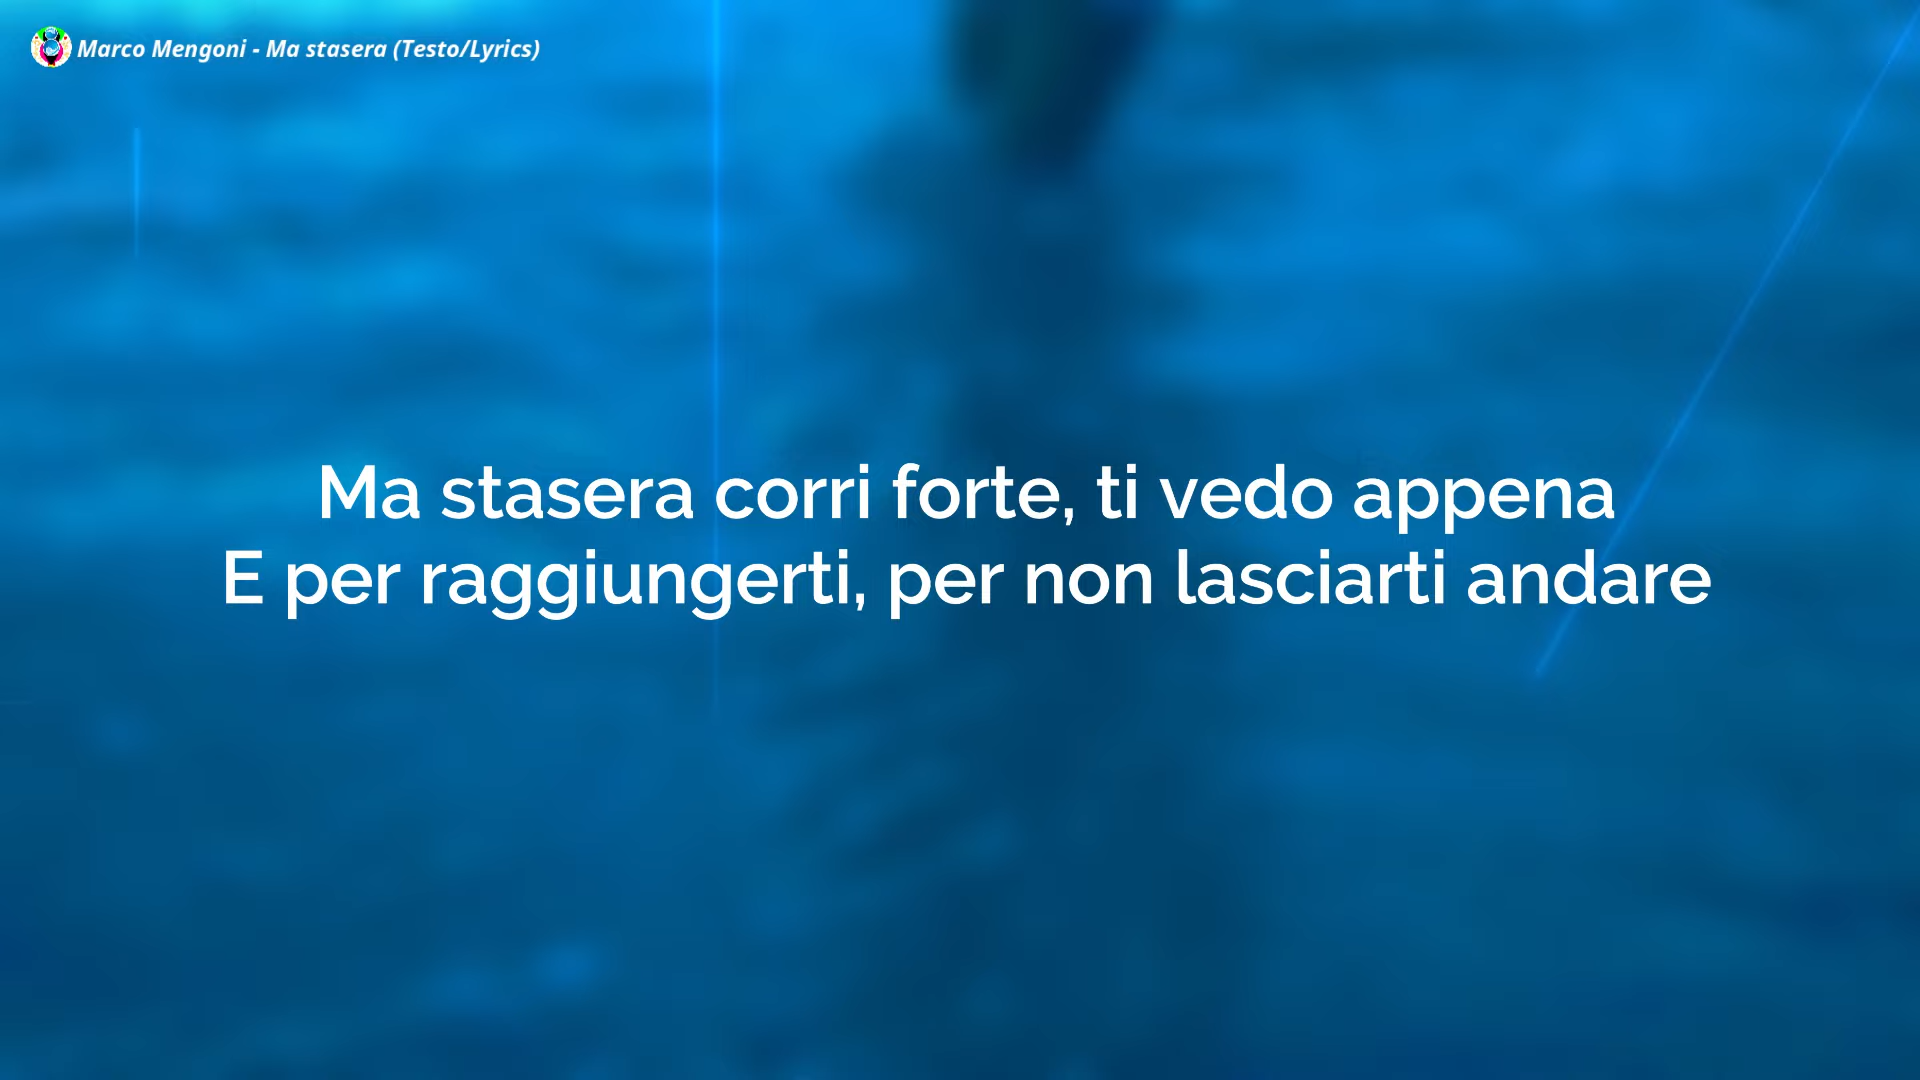 Marco Mengoni - Ma stasera (Testo/Lyrics)
Ma stasera corri forte, ti vedo appena
E per raggiungerti, per non lasciarti andare